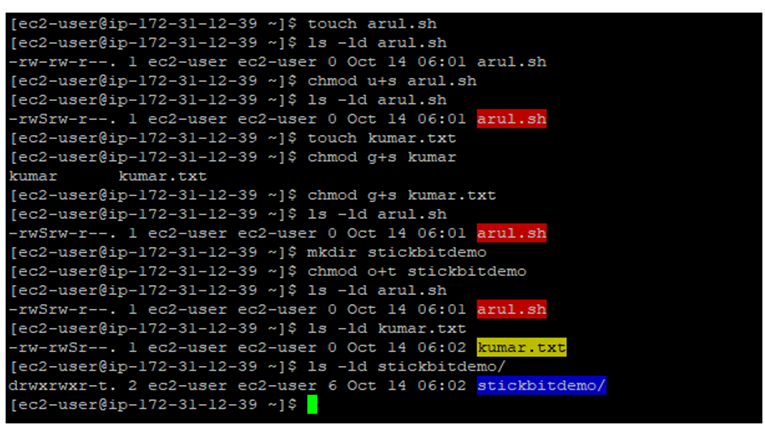 [ec2-user@ip-172-31-12-39 ~]$ touch arul.sh
[ec2-user@ip-172-31-12-39 ~]$ ls -ld arul.sh
-rw-rw-r--. 1 ec2-user ec2-user 0 Oct 14 06:01 arul.sh
[ec2-user@ip-172-31-12-39 ~]$ chmod u+s arul.sh
[ec2-user@ip-172-31-12-39 ~]$ ls -ld arul.sh
-rwSrw-r--. 1 ec2-user ec2-user 0 Oct 14 06:01 arul.sh
[ec2-user@ip-172-31-12-39 ~]$ touch kumar.txt
[ec2-user@ip-172-31-12-39 ~]$ chmod g+s kumar
kumar      kumar.txt
[ec2-user@ip-172-31-12-39 ~]$ chmod g+s kumar.txt
[ec2-user@ip-172-31-12-39 ~]$ ls -ld arul.sh
-rwSrw-r--. 1 ec2-user ec2-user 0 Oct 14 06:01 arul.sh
[ec2-user@ip-172-31-12-39 ~]$ mkdir stickbitdemo
[ec2-user@ip-172-31-12-39 ~]$ chmod o+t stickbitdemo
[ec2-user@ip-172-31-12-39 ~]$ ls -ld arul.sh
-rwSrw-r--. 1 ec2-user ec2-user 0 Oct 14 06:01 arul.sh
[ec2-user@ip-172-31-12-39 ~]$ ls -ld kumar.txt
-rw-rwSr--. 1 ec2-user ec2-user 0 Oct 14 06:02 kumar.txt
[ec2-user@ip-172-31-12-39 ~]$ ls -ld stickbitdemo/
drwxrwxr-t. 2 ec2-user ec2-user 6 Oct 14 06:02 stickbitdemo/
[ec2-user@ip-172-31-12-39 ~]$